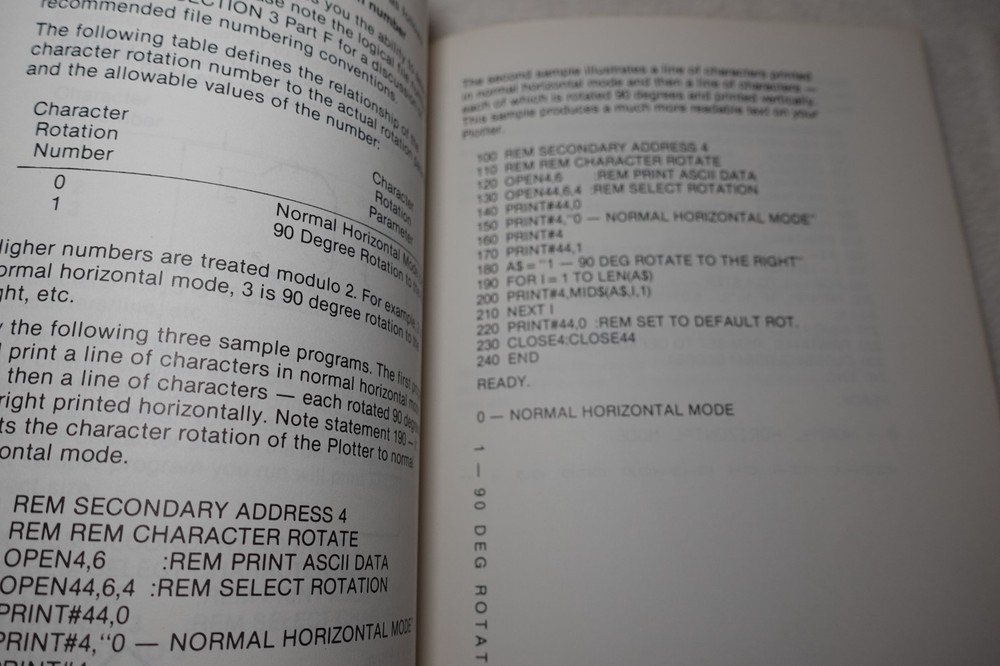 you the ability
note the logical file
SECTION 3 Part F for a discussion
recommended file numbering conventions.
The following table defines the relationship of the
character rotation number to the actual rotation
and the allowable values of the number:
Character
Rotation
Number
Character
Rotation
Parameter
0 Normal Horizontal Mode
1 90 Degree Rotation to the
Higher numbers are treated modulo 2. For example,
ormal horizontal mode, 3 is 90 degree rotation to the
ght, etc.
y the following three sample programs. The first
print a line of characters in normal horizontal
then a line of characters — each rotated 90
right printed horizontally. Note statement 190
ts the character rotation of the Plotter to normal
ontal mode.
REM SECONDARY ADDRESS 4
REM REM CHARACTER ROTATE
OPEN4,6 :REM PRINT ASCII DATA
OPEN44,6,4 :REM SELECT ROTATION
PRINT#44,0
PRINT#4,"0 — NORMAL HORIZONTAL MODE
PRINT#4
The second sample illustrates a line of characters printed
in normal horizontal mode and then a line of characters —
each of which is rotated 90 degrees and printed vertically.
This sample produces a much more readable text on your
Plotter.
100 REM SECONDARY ADDRESS 4
110 REM REM CHARACTER ROTATE
120 OPEN4,6 :REM PRINT ASCII DATA
130 OPEN44,6,4 :REM SELECT ROTATION
140 PRINT#44,0
150 PRINT#4,"0 — NORMAL HORIZONTAL MODE"
160 PRINT#4
170 PRINT#44,1
180 A$="1 — 90 DEG ROTATE TO THE RIGHT"
190 FOR I=1 TO LEN(A$)
200 PRINT#4,MID$(A$,I,1)
210 NEXT I
220 PRINT#44,0 :REM SET TO DEFAULT ROT.
230 CLOSE4:CLOSE44
240 END
READY.
0 — NORMAL HORIZONTAL MODE
1 — 90 DEG ROTAT